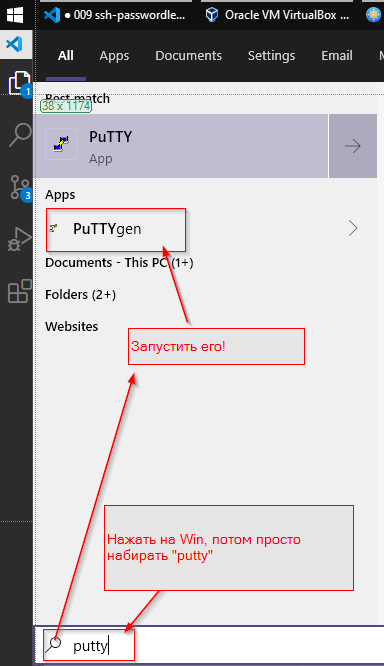 009 ssh-passwordle...
Oracle VM VirtualBox ...
All Apps Documents Settings Email
Best match
38 x 1174
PuTTY
App
Apps
PuTTYgen
Documents - This PC (1+)
Folders (2+)
Websites
Запустить его!
Нажать на Win, потом просто
набирать "putty"
putty
1
3